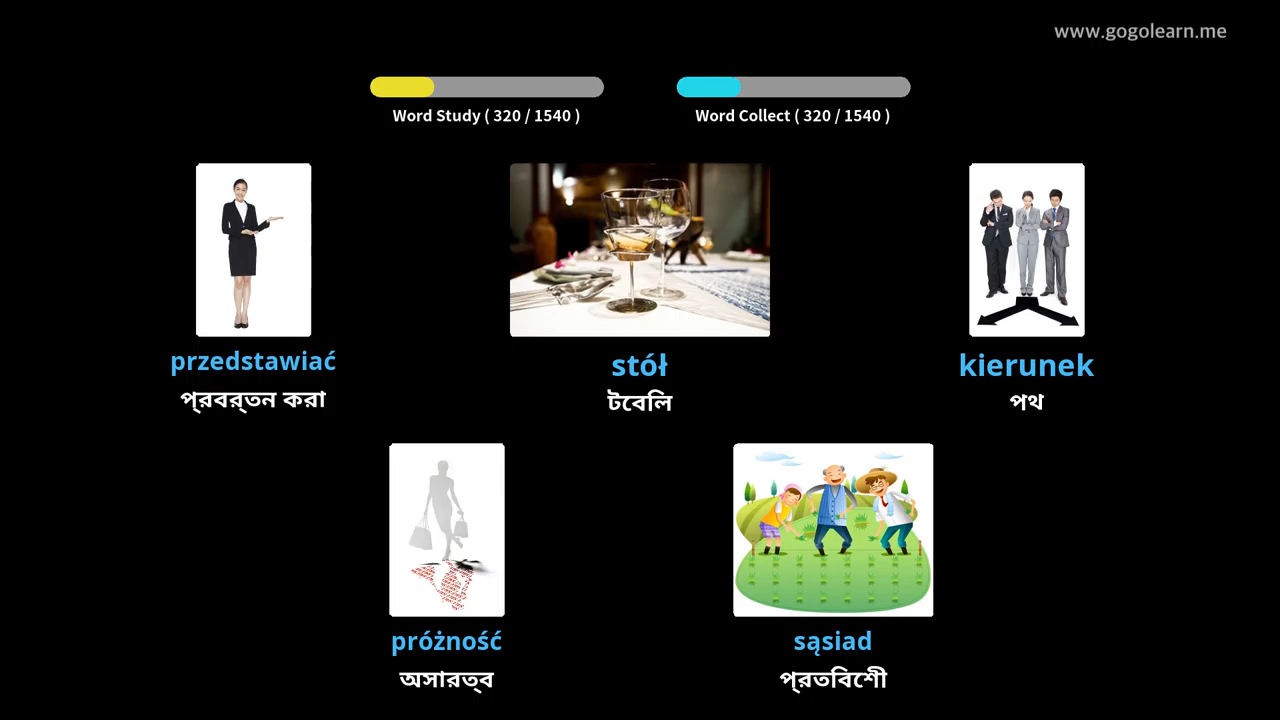 www.gogolearn.me
Word Study ( 320 / 1540 )
Word Collect ( 320 / 1540 )
przedstawiać
প্রবর্তন করা
stół
টেবিল
kierunek
পথ
próżność
অসারত্ব
sąsiad
প্রতিবেশী